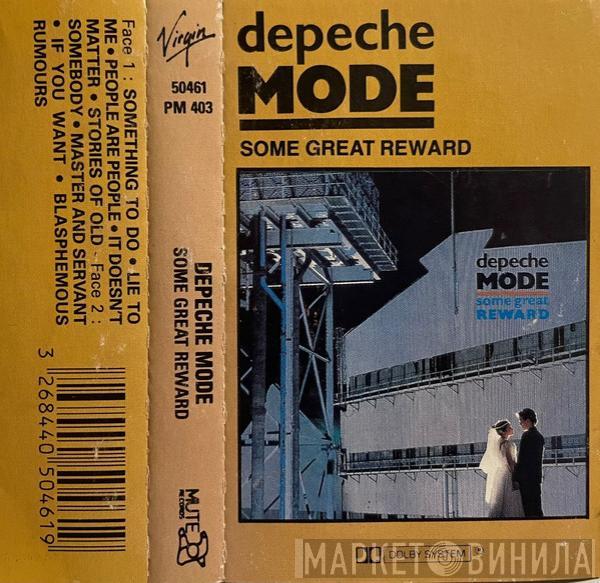 Face 1 : SOMETHING TO DO • LIE TO
ME • PEOPLE ARE PEOPLE • IT DOESN'T
MATTER • STORIES OF OLD - Face 2 :
SOMEBODY • MASTER AND SERVANT
• IF YOU WANT • BLASPHEMOUS
RUMOURS
3 268440 504619
Virgin
50461
PM 403
DEPECHE MODE
SOME GREAT REWARD
MUTE
RECORDS
depeche
MODE
SOME GREAT REWARD
depeche
MODE
some great
REWARD
DOLBY SYSTEM ®
МАРКЕТ ВИНИЛА